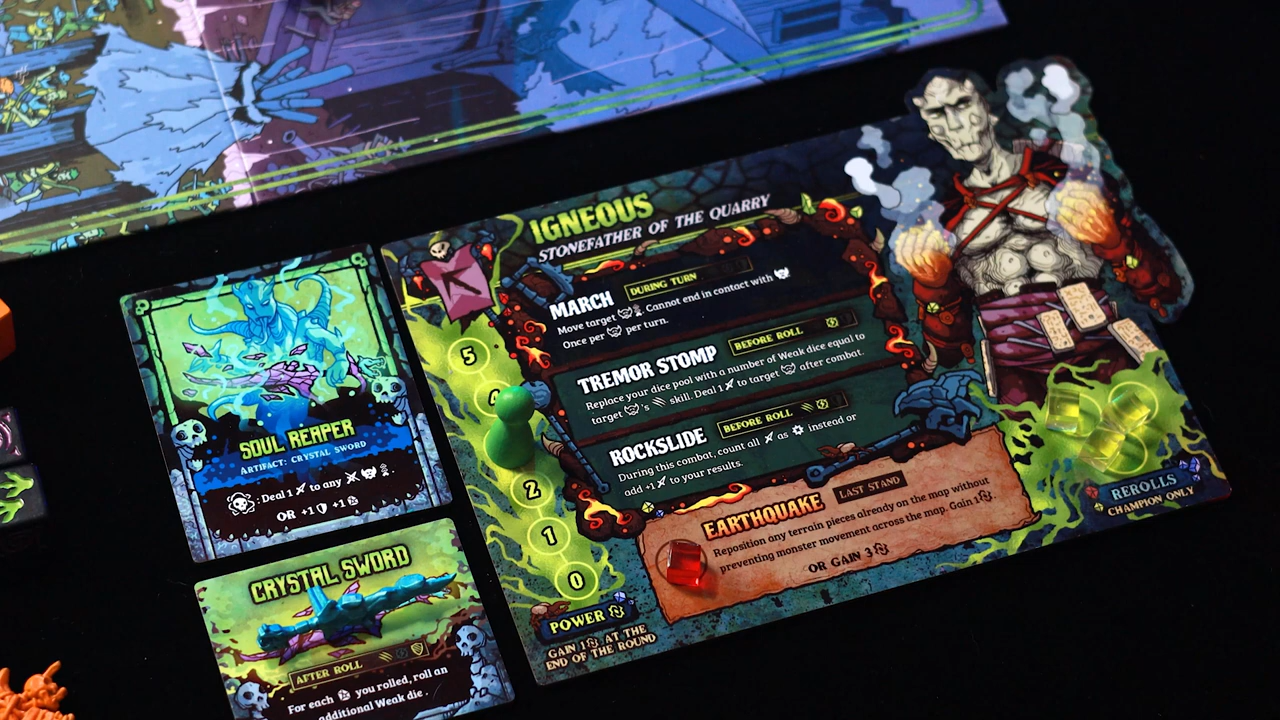 IGNEOUS
STONEFATHER OF THE QUARRY
MARCH DURING TURN
Move target . Cannot end in contact with
Once per per turn.
TREMOR STOMP BEFORE ROLL
Replace your dice pool with a number of Weak dice equal to
target 's skill. Deal 1 to target after combat.
ROCKSLIDE BEFORE ROLL
During this combat, count all as instead or
add +1 to your results.
EARTHQUAKE LAST STAND
Reposition any terrain pieces already on the map without
preventing monster movement across the map. Gain 1 .
OR GAIN 3
5
2
1
0
POWER
GAIN 1 AT THE
END OF THE ROUND
REROLLS
CHAMPION ONLY
SOUL REAPER
ARTIFACT: CRYSTAL SWORD
: Deal 1 to any .
OR +1 +1
CRYSTAL SWORD
AFTER ROLL
For each you rolled, roll an
additional Weak die .